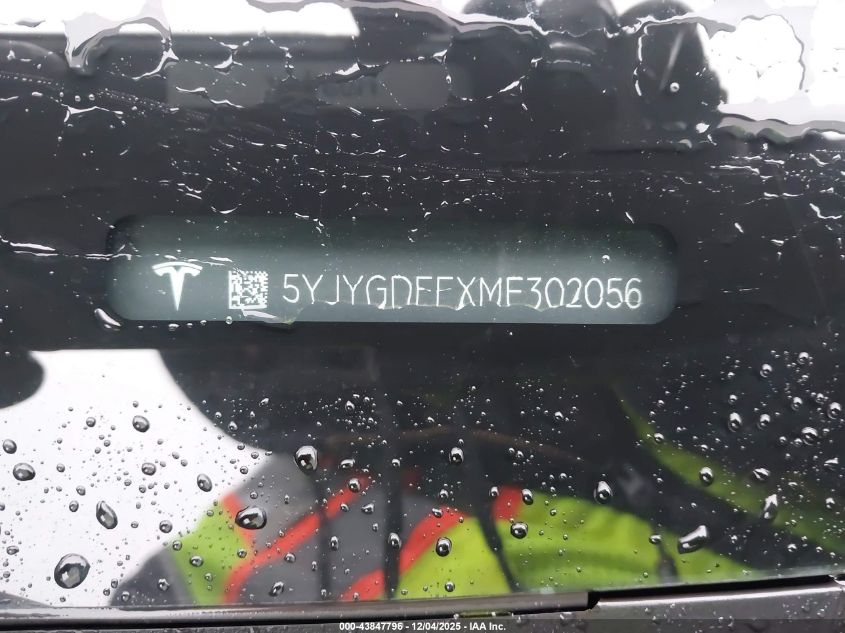 5YJYGDEEXMF302056
000-43847796 - 12/04/2025 - IAA Inc.